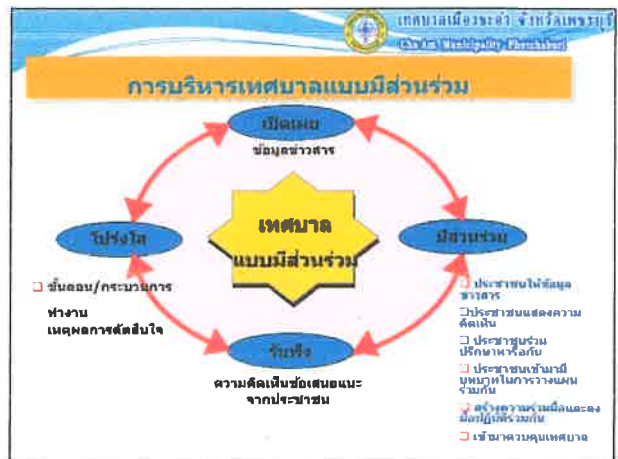 เทศบาลเมืองชะอำ จังหวัดเพชรบุรี
Cha Am Municipality Phetchaburi
การบริหารเทศบาลแบบมีส่วนร่วม
เปิดเผย
ข้อมูลข่าวสาร
โปร่งใส
เทศบาล
แบบมีส่วนร่วม
มีส่วนร่วม
ขั้นตอน/กระบวนการ
ทำงาน
เหตุผลการตัดสินใจ
รับฟัง
ความคิดเห็นข้อเสนอแนะ
จากประชาชน
ประชาชนให้ข้อมูล
ข่าวสาร
ประชาชนแสดงความ
คิดเห็น
ประชาชนร่วม
ปรึกษาหารือกัน
ประชาชนเข้ามามี
บทบาทในการวางแผน
ร่วมกัน
สร้างความร่วมมือและลง
มือปฏิบัติร่วมกัน
เข้ามาควบคุมเทศบาล